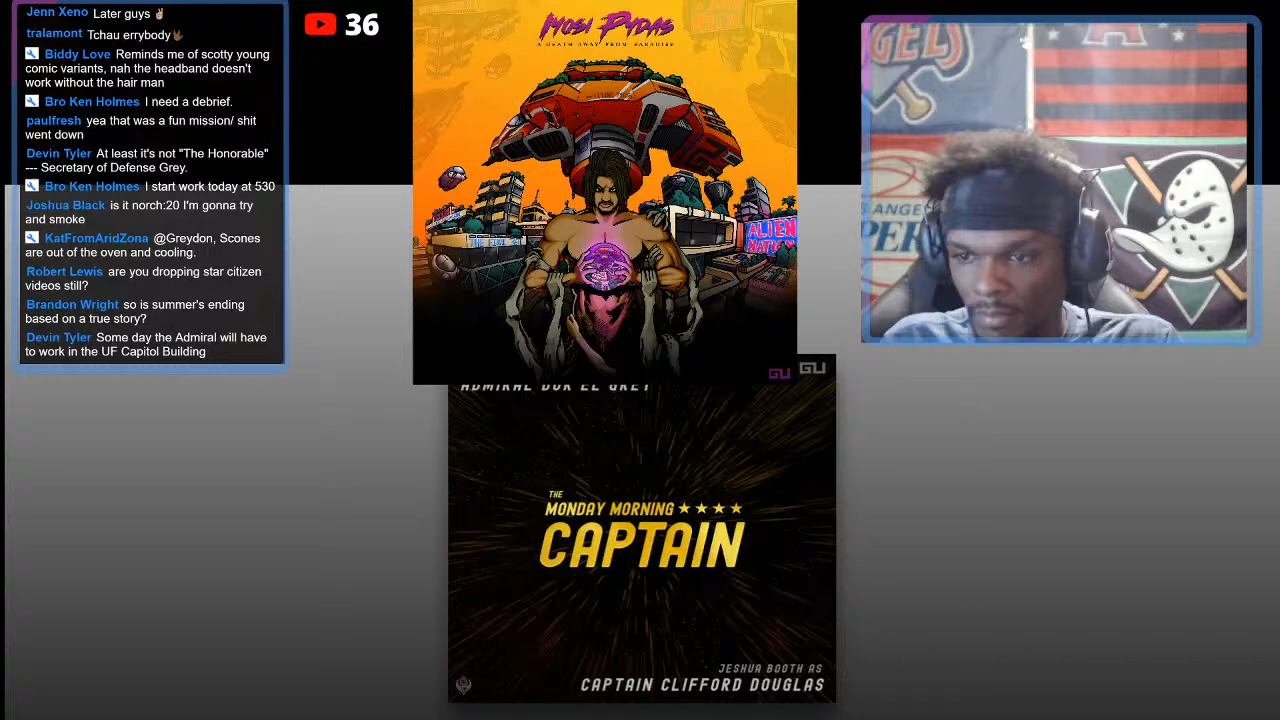 Jenn Xeno Later guys
tralamont Tchau errybody
Biddy Love Reminds me of scotty young
comic variants, nah the headband doesn't
work without the hair man
Bro Ken Holmes I need a debrief.
paulfresh yea that was a fun mission/ shit
went down
Devin Tyler At least it's not "The Honorable"
--- Secretary of Defense Grey.
Bro Ken Holmes I start work today at 530
Joshua Black is it norch:20 I'm gonna try
and smoke
KatFromAridZona @Greydon, Scones
are out of the oven and cooling.
Robert Lewis are you dropping star citizen
videos still?
Brandon Wright so is summer's ending
based on a true story?
Devin Tyler Some day the Admiral will have
to work in the UF Capitol Building
36
MOSI PYDAS
A DEATH AWAY FROM PARADISE
ALIEN
NATION
GU
GU
THE
MONDAY MORNING
CAPTAIN
JESHUA BOOTH AS
CAPTAIN CLIFFORD DOUGLAS